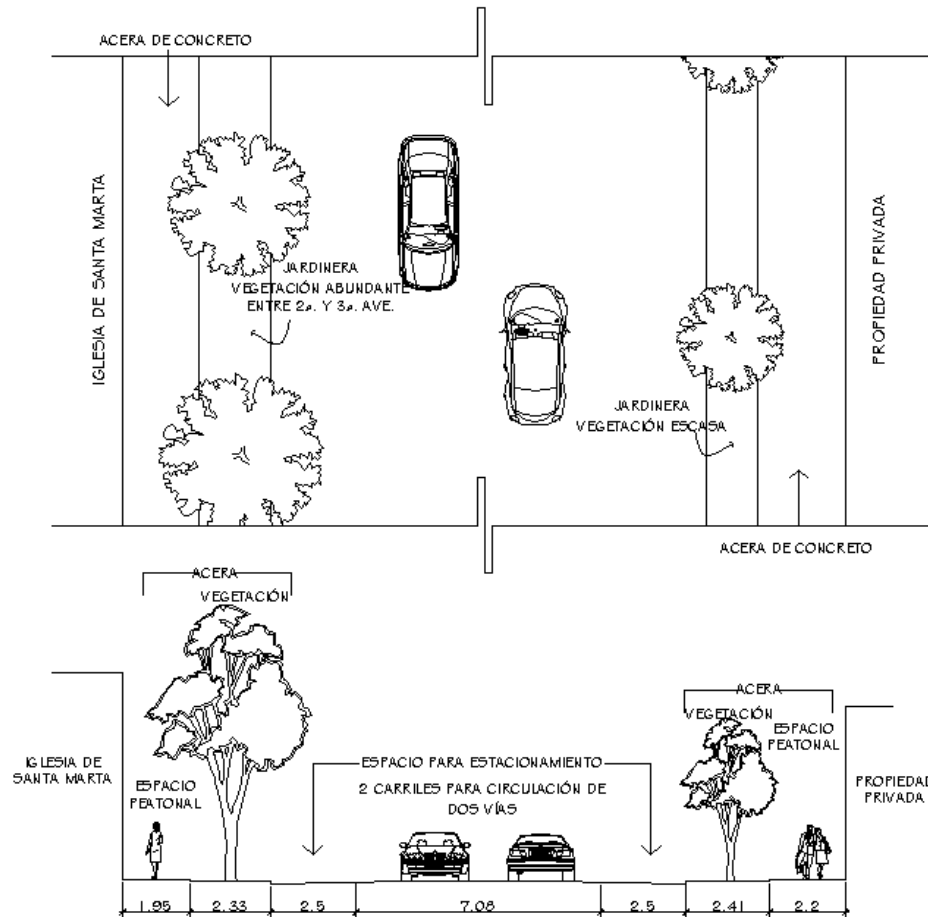 ACERA DE CONCRETO
IGLESIA DE SANTA MARTA
JARDINERA
VEGETACIÓN ABUNDANTE
ENTRE 2a. Y 3a. AVE.
PROPIEDAD PRIVADA
JARDINERA
VEGETACIÓN ESCASA
ACERA DE CONCRETO
ACERA
VEGETACIÓN
ACERA
VEGETACIÓN
ESPACIO
PEATONAL
IGLESIA DE
SANTA MARTA
ESPACIO
PEATONAL
ESPACIO PARA ESTACIONAMIENTO
2 CARRILES PARA CIRCULACIÓN DE
DOS VÍAS
PROPIEDAD
PRIVADA
1.95 2.33 2.5 7.08 2.5 2.41 2.2